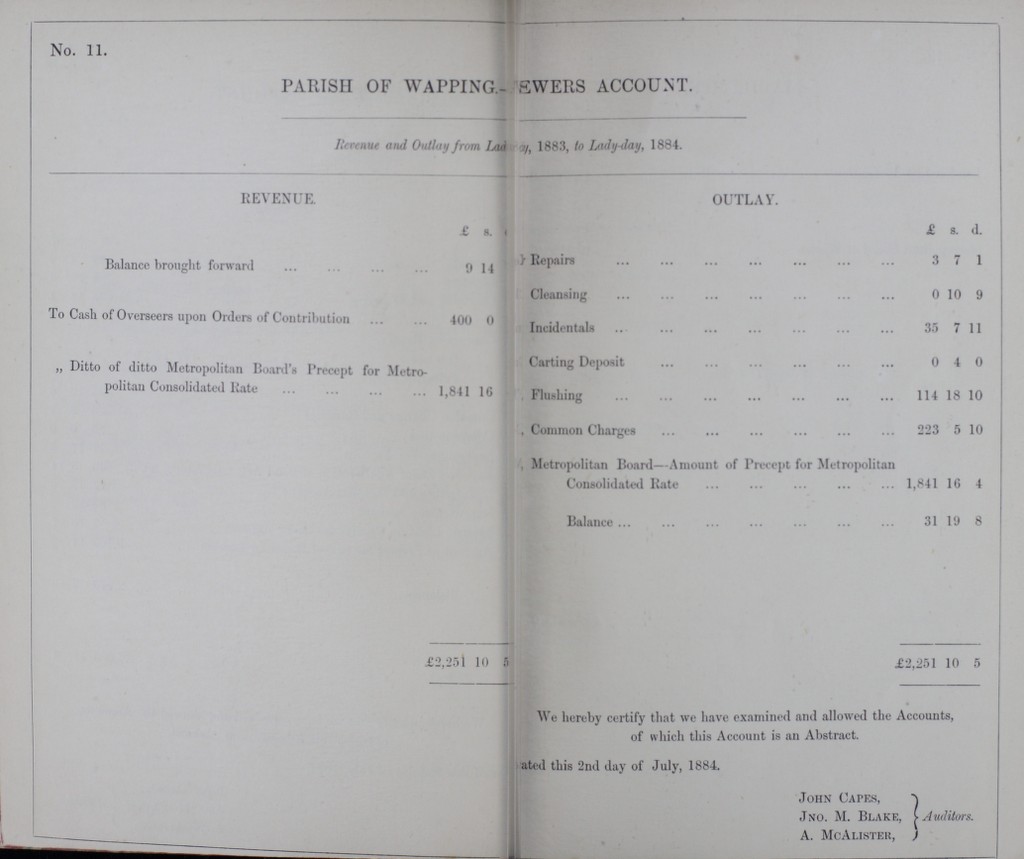 No. 11.
PARISH OF WAPPING.—EWERS ACCOUNT.
Revenue and Outlay from Lad ay, 1883, to Lady-day, 1884.
REVENUE.
£ s.
Balance brought forward ... ... ... ... 9 14
To Cash of Overseers upon Orders of Contribution ... ... 400 0
„ Ditto of ditto Metropolitan Board's Precept for Metro-
politan Consolidated Rate ... ... ... ... 1,841 16
£2,251 10 5
OUTLAY.
£ s. d.
Repairs ... ... ... ... ... ... ... 3 7 1
Cleansing ... ... ... ... ... ... ... 0 10 9
Incidentals ... ... ... ... ... ... ... 35 7 11
Carting Deposit ... ... ... ... ... ... 0 4 0
Flushing ... ... ... ... ... ... ... 114 18 10
, Common Charges ... ... ... ... ... ... 223 5 10
, Metropolitan Board—Amount of Precept for Metropolitan
Consolidated Rate ... ... ... ... ... 1,841 16 4
Balance ... ... ... ... ... ... ... 31 19 8
£2,251 10 5
We hereby certify that we have examined and allowed the Accounts,
of which this Account is an Abstract.
ated this 2nd day of July, 1884.
JOHN CAPES,
JNO. M. BLAKE, } Auditors.
A. MCALISTER,